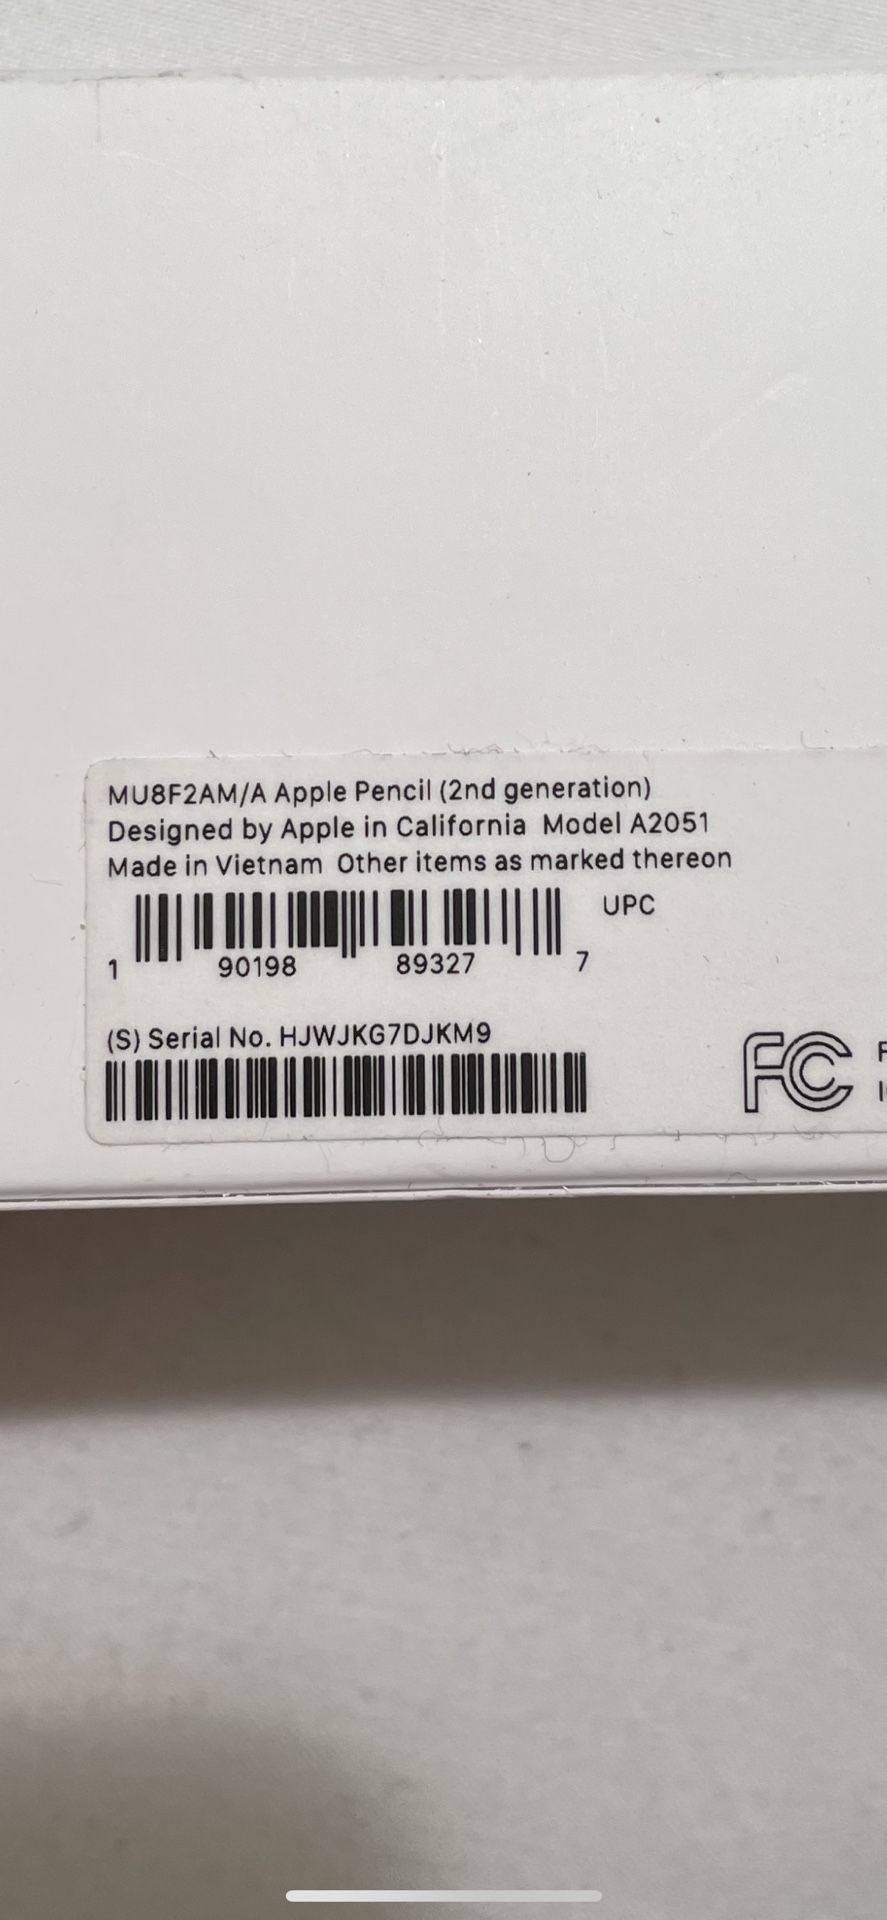 MU8F2AM/A Apple Pencil (2nd generation)
Designed by Apple in California Model A2051
Made in Vietnam Other items as marked thereon
UPC
1 90198 89327 7
(S) Serial No. HJWJKG7DJKM9
FC